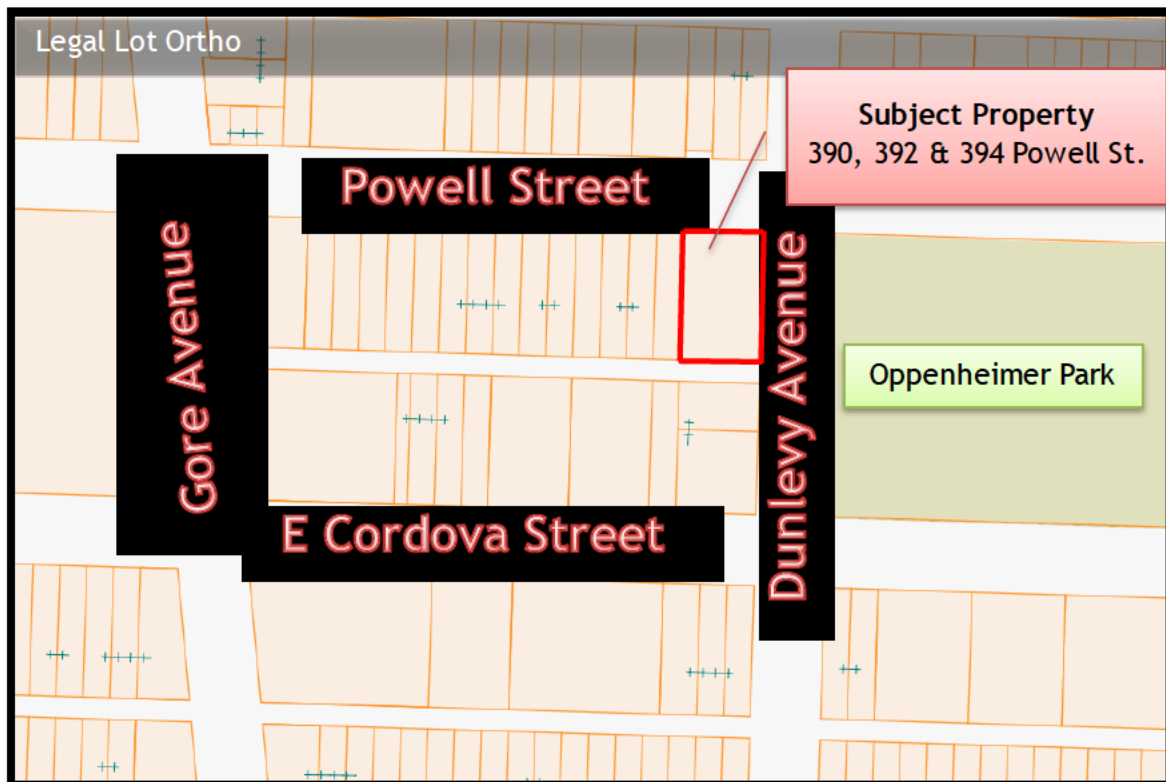 Legal Lot Ortho
Subject Property
390, 392 & 394 Powell St.
Powell Street
Gore Avenue
Dunlevy Avenue
Oppenheimer Park
E Cordova Street